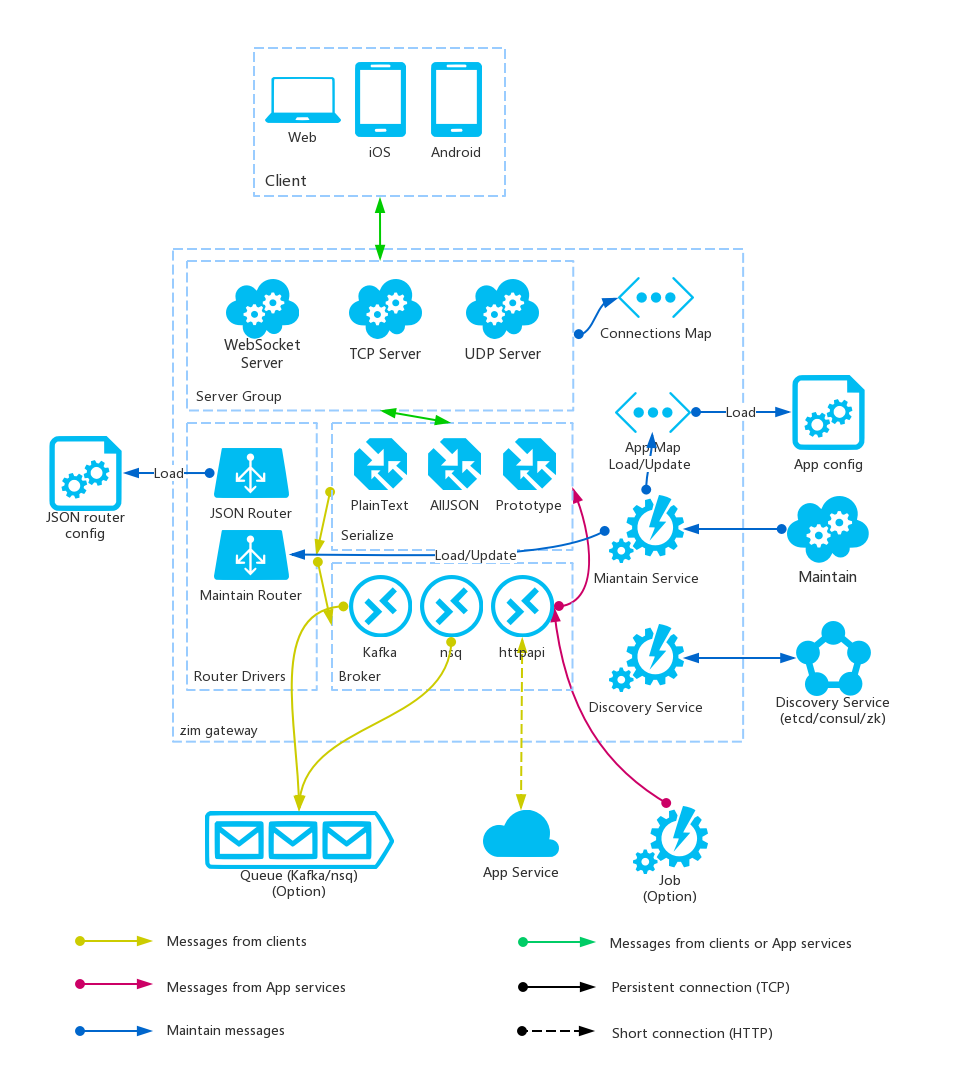 Web
iOS
Android
Client
WebSocket
Server
TCP Server
UDP Server
Connections Map
Server Group
App Map
Load/Update
Load
App config
Load
JSON router
config
JSON Router
PlainText
AllJSON
Prototype
Serialize
Load/Update
Maintain Router
Miantain Service
Maintain
Kafka
nsq
httpapi
Router Drivers
Broker
Discovery Service
Discovery Service
(etcd/consul/zk)
zim gateway
Queue (Kafka/nsq)
(Option)
App Service
Job
(Option)
Messages from clients
Messages from clients or App services
Messages from App services
Persistent connection (TCP)
Maintain messages
Short connection (HTTP)